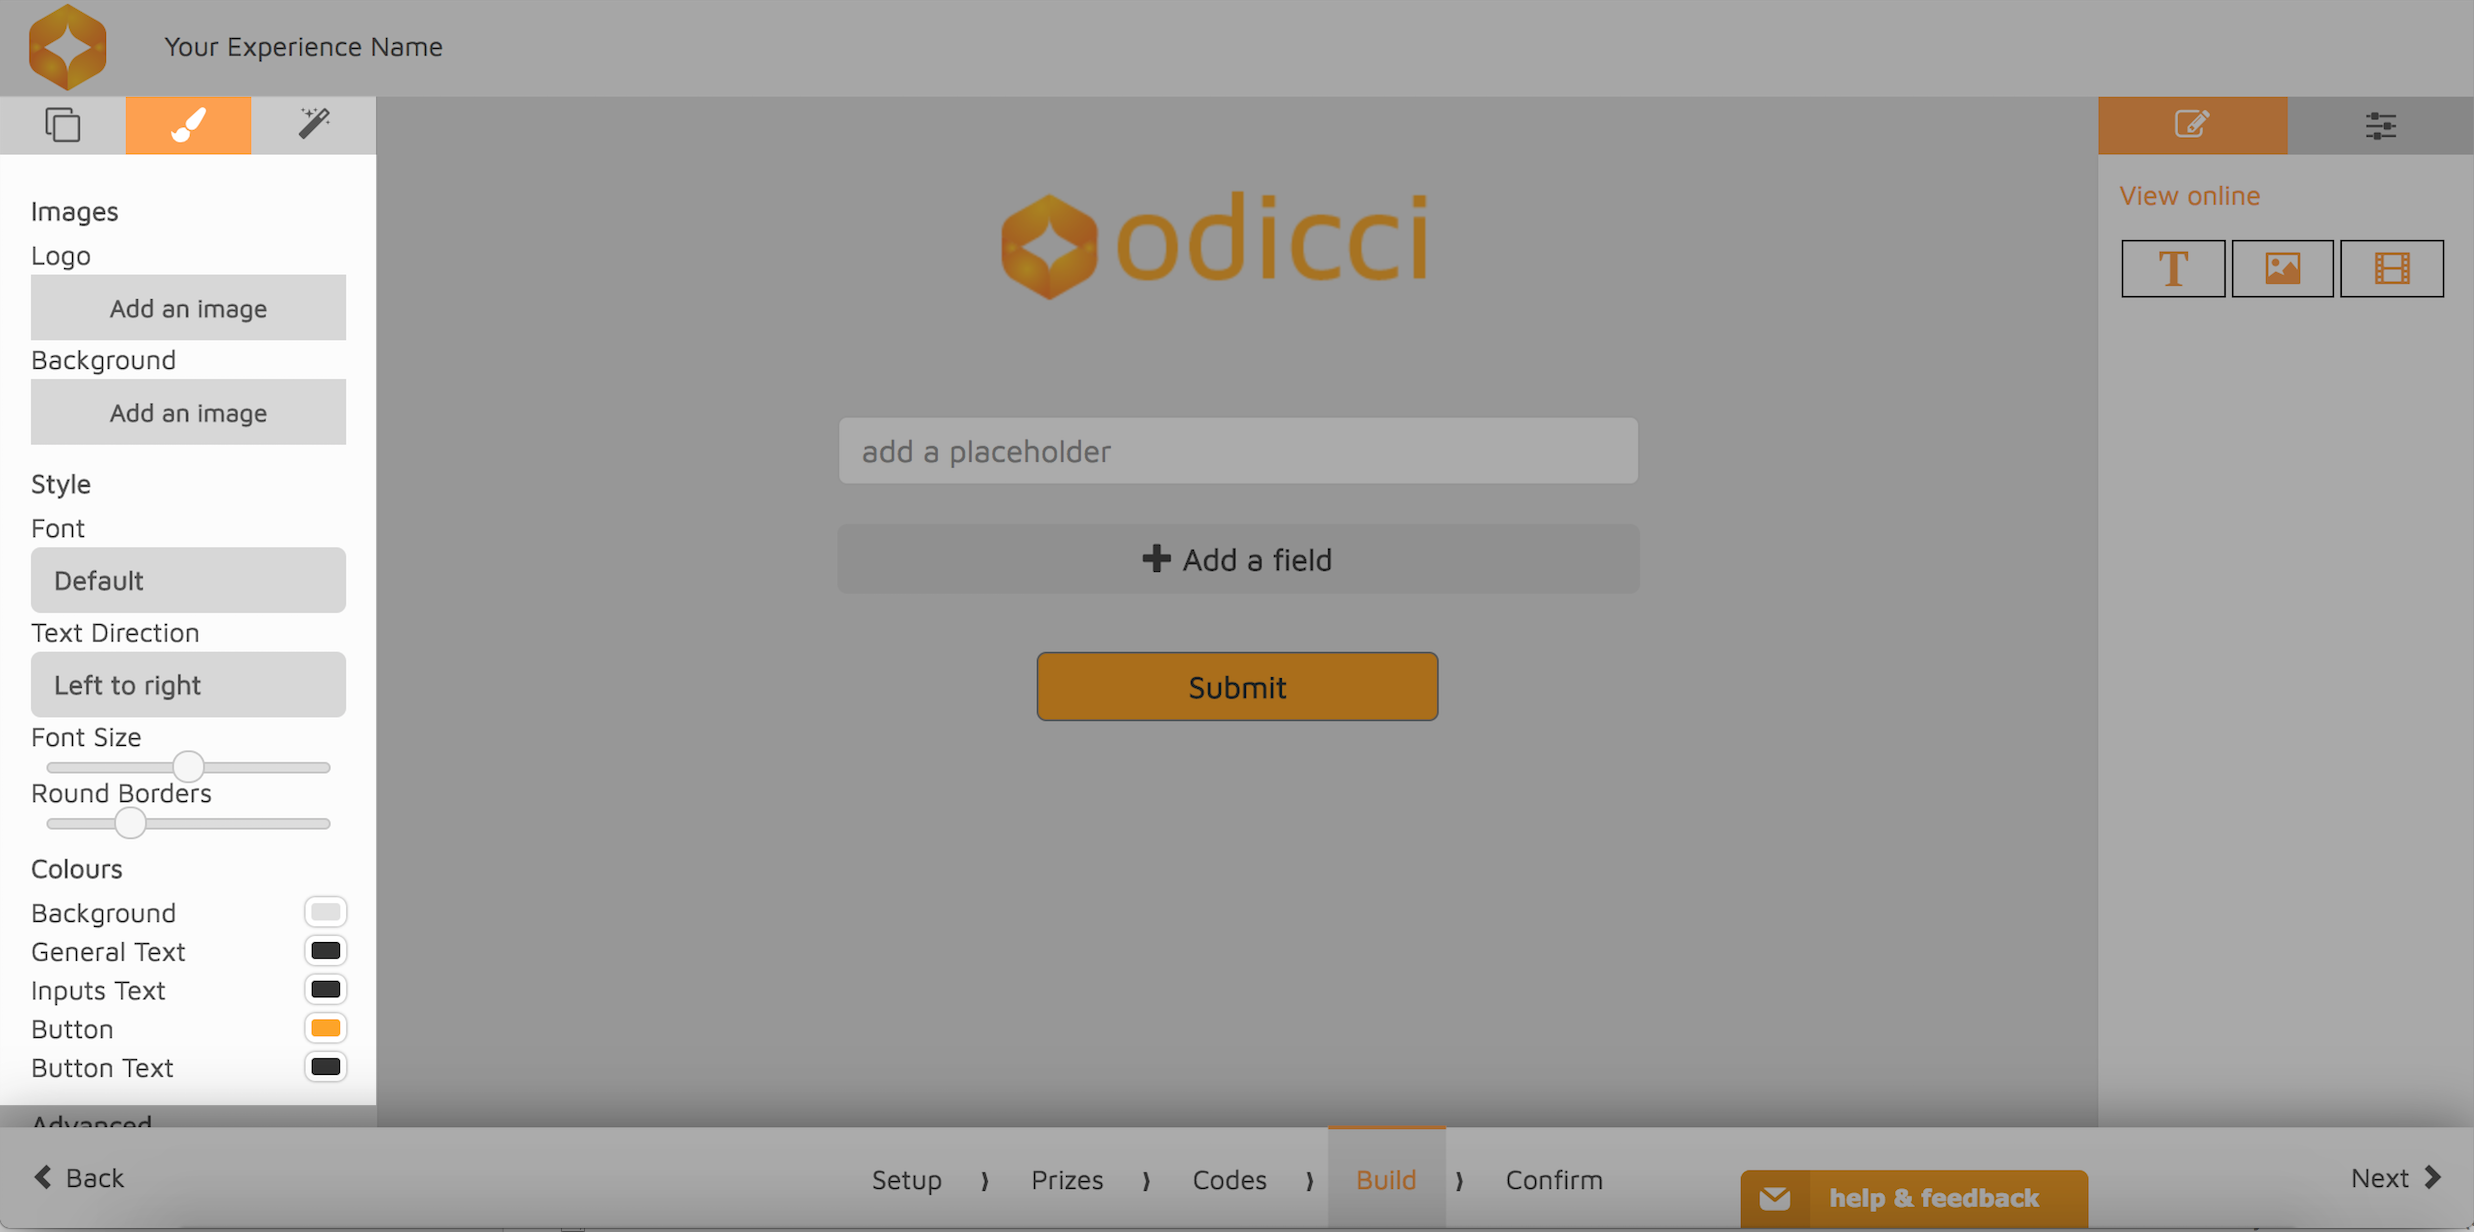 Your Experience Name
Images
Logo
Add an image
Background
Add an image
Style
Font
Default
Text Direction
Left to right
Font Size
Round Borders
Colours
Background
General Text
Inputs Text
Button
Button Text
Advanced
odicci
add a placeholder
Add a field
Submit
View online
T
Back
Setup
Prizes
Codes
Build
Confirm
help & feedback
Next